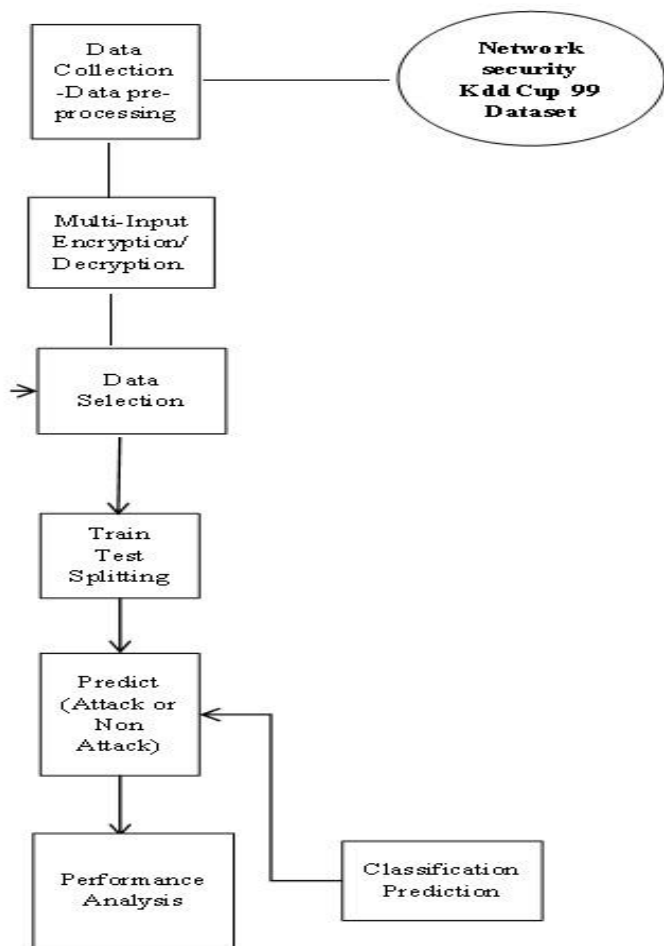 Data
Collection
-Data pre-
processing
Network
security
Kdd Cup 99
Dataset
Multi-Input
Encryption/
Decryption
Data
Selection
Train
Test
Splitting
Predict
(Attack or
Non
Attack)
Performance
Analysis
Classification
Prediction